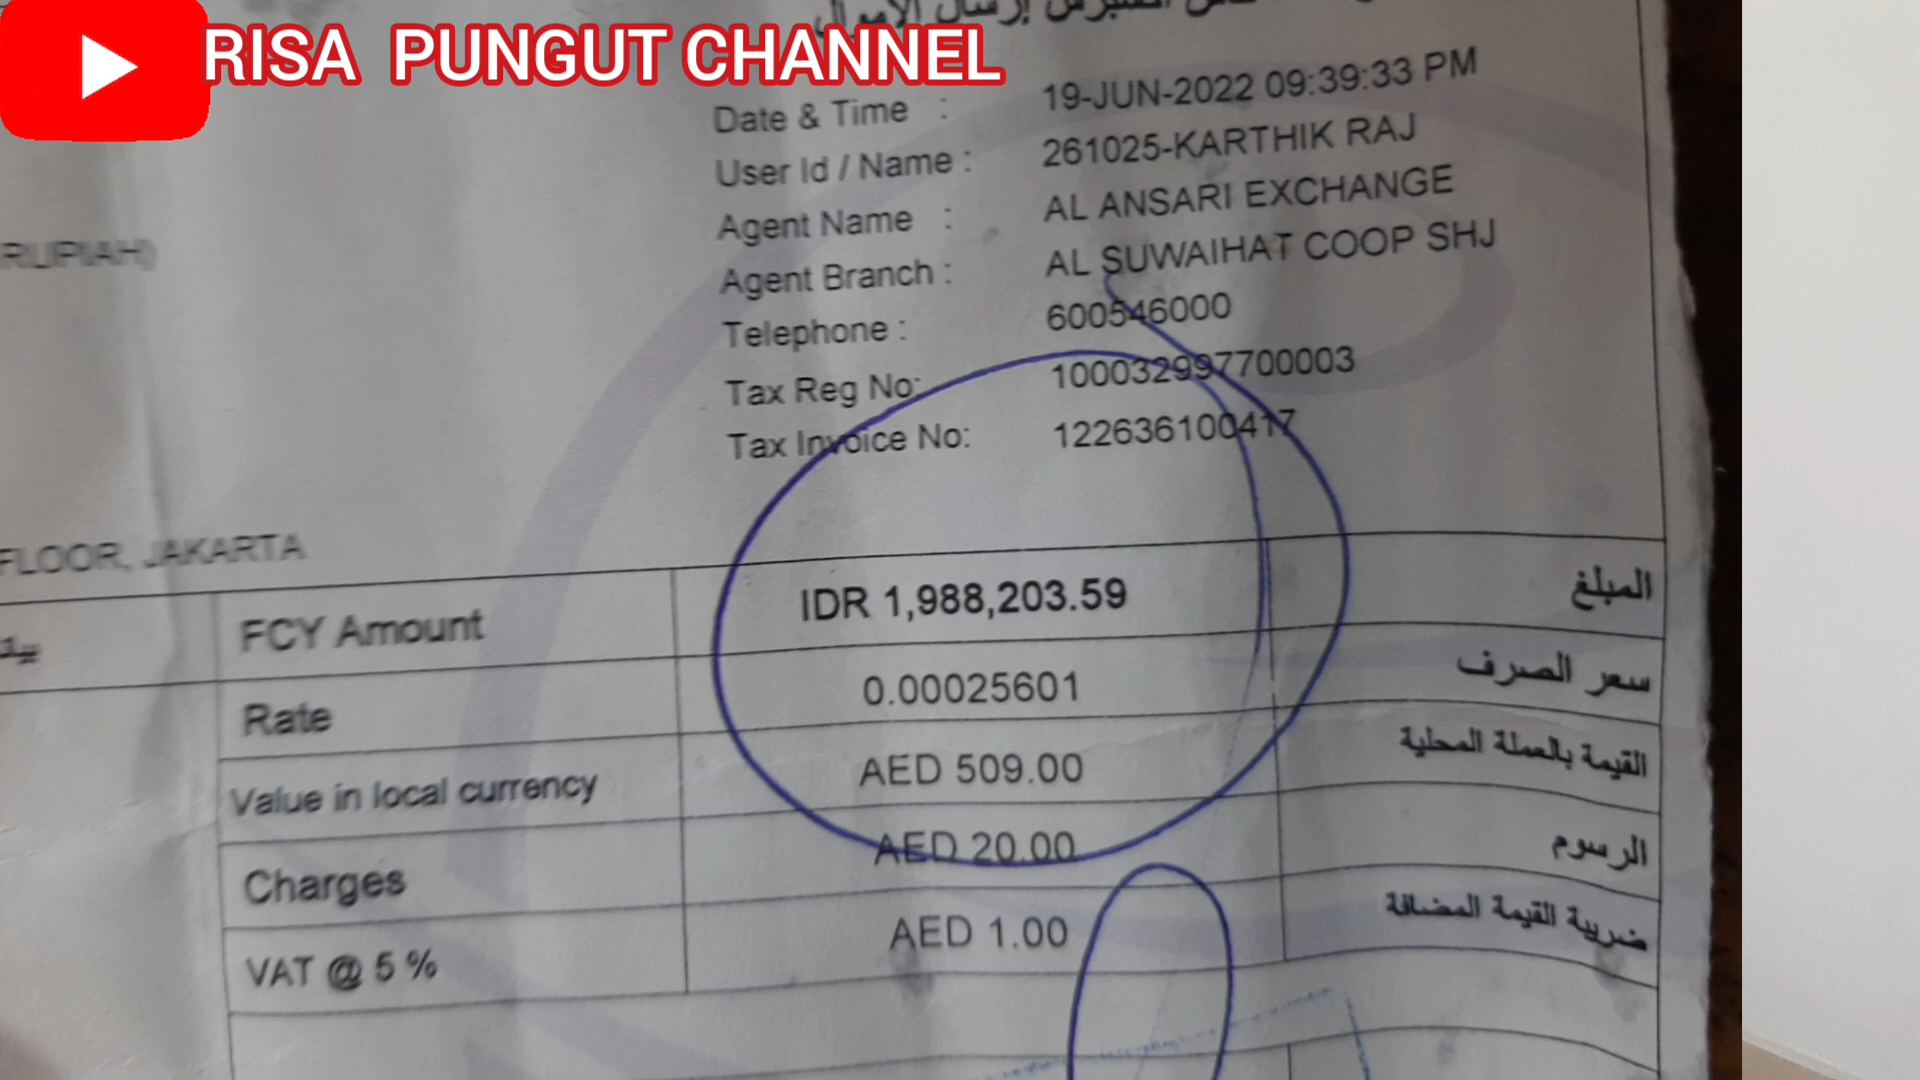 RISA PUNGUT CHANNEL
إرسال الأموال
Date & Time : 19-JUN-2022 09:39:33 PM
User Id / Name : 261025-KARTHIK RAJ
Agent Name : AL ANSARI EXCHANGE
RUPIAH)
Agent Branch : AL SUWAIHAT COOP SHJ
Telephone : 600546000
Tax Reg No: 100032997700003
Tax Invoice No: 122636100417
FLOOR, JAKARTA
FCY Amount IDR 1,988,203.59 المبلغ
Rate 0.00025601 سعر الصرف
Value in local currency AED 509.00 القيمة بالعملة المحلية
Charges AED 20.00 الرسوم
VAT @ 5 % AED 1.00 ضريبة القيمة المضافة